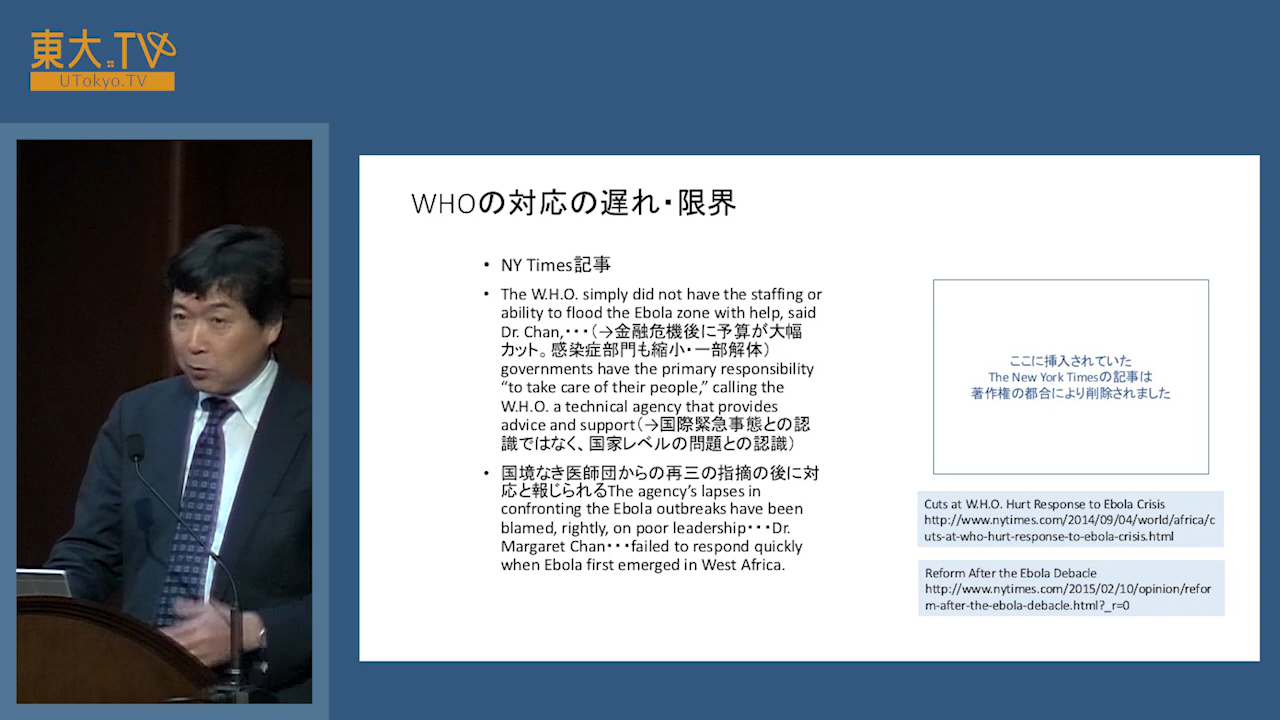 東大.TV
UTokyo.TV
WHOの対応の遅れ・限界
• NY Times記事
• The W.H.O. simply did not have the staffing or
ability to flood the Ebola zone with help, said
Dr. Chan,・・・（→金融危機後に予算が大幅
カット。感染症部門も縮小・一部解体）
governments have the primary responsibility
“to take care of their people,” calling the
W.H.O. a technical agency that provides
advice and support（→国際緊急事態との認
識ではなく、国家レベルの問題との認識）
• 国境なき医師団からの再三の指摘の後に対
応と報じられるThe agency’s lapses in
confronting the Ebola outbreaks have been
blamed, rightly, on poor leadership・・・Dr.
Margaret Chan・・・failed to respond quickly
when Ebola first emerged in West Africa.
ここに挿入されていた
The New York Timesの記事は
著作権の都合により削除されました
Cuts at W.H.O. Hurt Response to Ebola Crisis
http://www.nytimes.com/2014/09/04/world/africa/c
uts-at-who-hurt-response-to-ebola-crisis.html
Reform After the Ebola Debacle
http://www.nytimes.com/2015/02/10/opinion/refor
m-after-the-ebola-debacle.html?_r=0